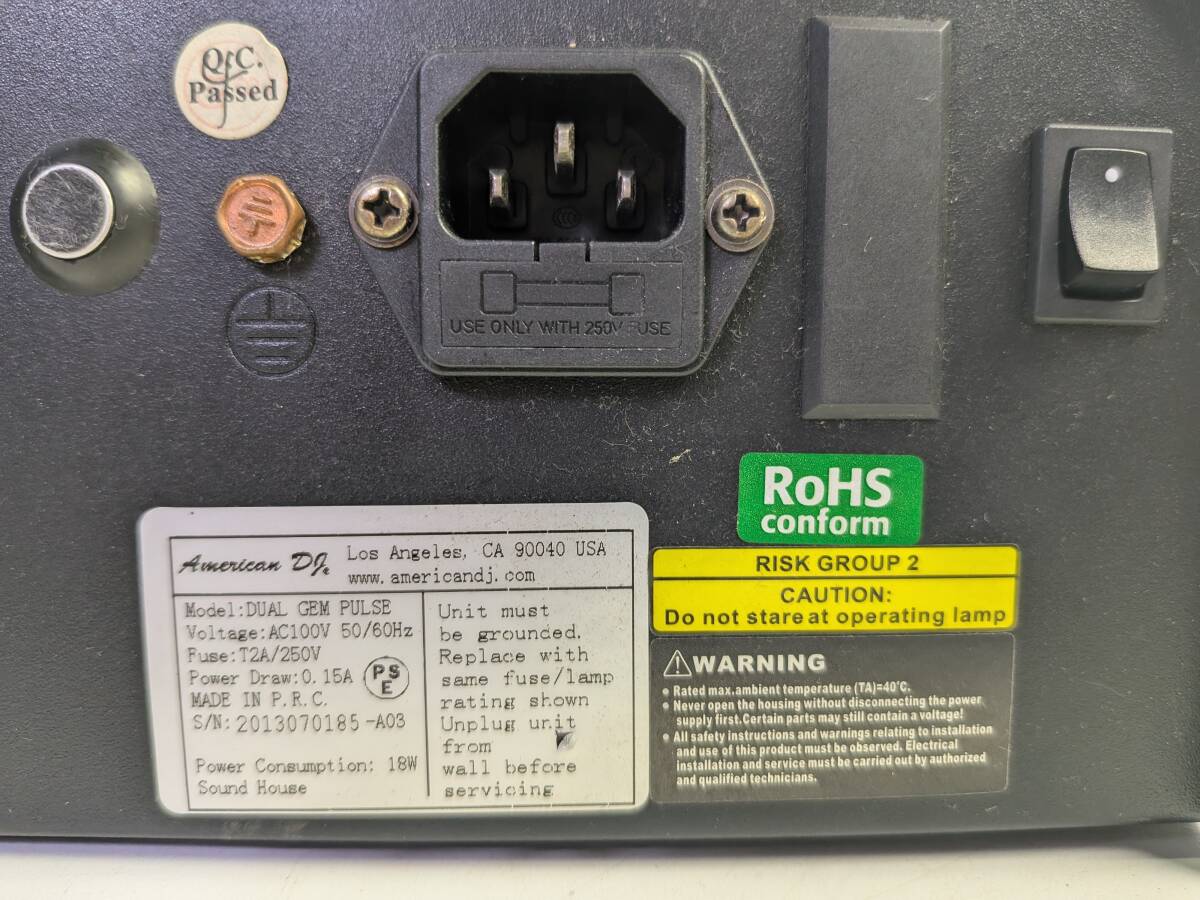 Q.C.
Passed
USE ONLY WITH 250V FUSE
RoHS
conform
American DJ® Los Angeles, CA 90040 USA
www.americandj.com
Model:DUAL GEM PULSE
Voltage:AC100V 50/60Hz
Fuse:T2A/250V
Power Draw:0.15A
PS
E
MADE IN P.R.C.
S/N: 2013070185-A03
Power Consumption: 18W
Sound House
Unit must
be grounded.
Replace with
same fuse/lamp
rating shown
Unplug unit
from
wall before
servicing
RISK GROUP 2
CAUTION:
Do not stare at operating lamp
WARNING
• Rated max.ambient temperature (TA)=40°C.
• Never open the housing without disconnecting the power
supply first.Certain parts may still contain a voltage!
• All safety instructions and warnings relating to installation
and use of this product must be observed. Electrical
installation and service must be carried out by authorized
and qualified technicians.